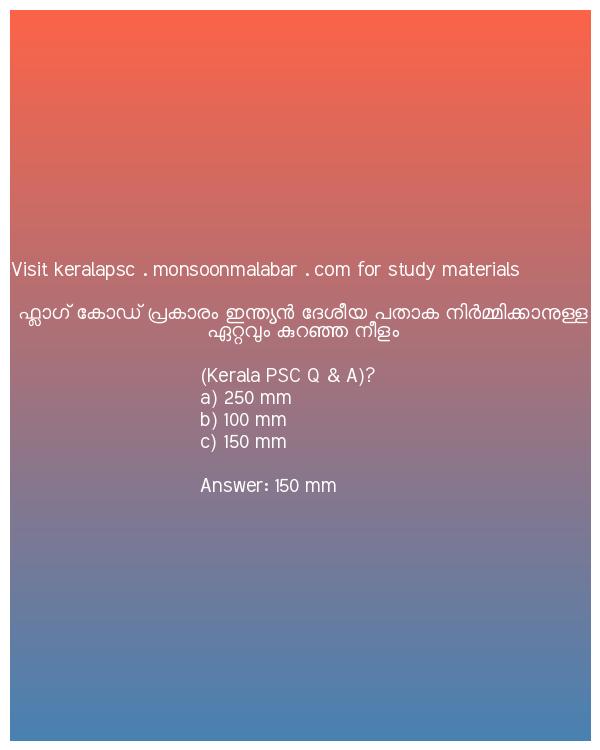 Visit keralapsc . monsoonmalabar . com for study materials
ഫ്ലാഗ് കോഡ് പ്രകാരം ഇന്ത്യൻ ദേശീയ പതാക നിർമ്മിക്കാനുള്ള
ഏറ്റവും കുറഞ്ഞ നീളം
(Kerala PSC Q & A)?
a) 250 mm
b) 100 mm
c) 150 mm
Answer: 150 mm